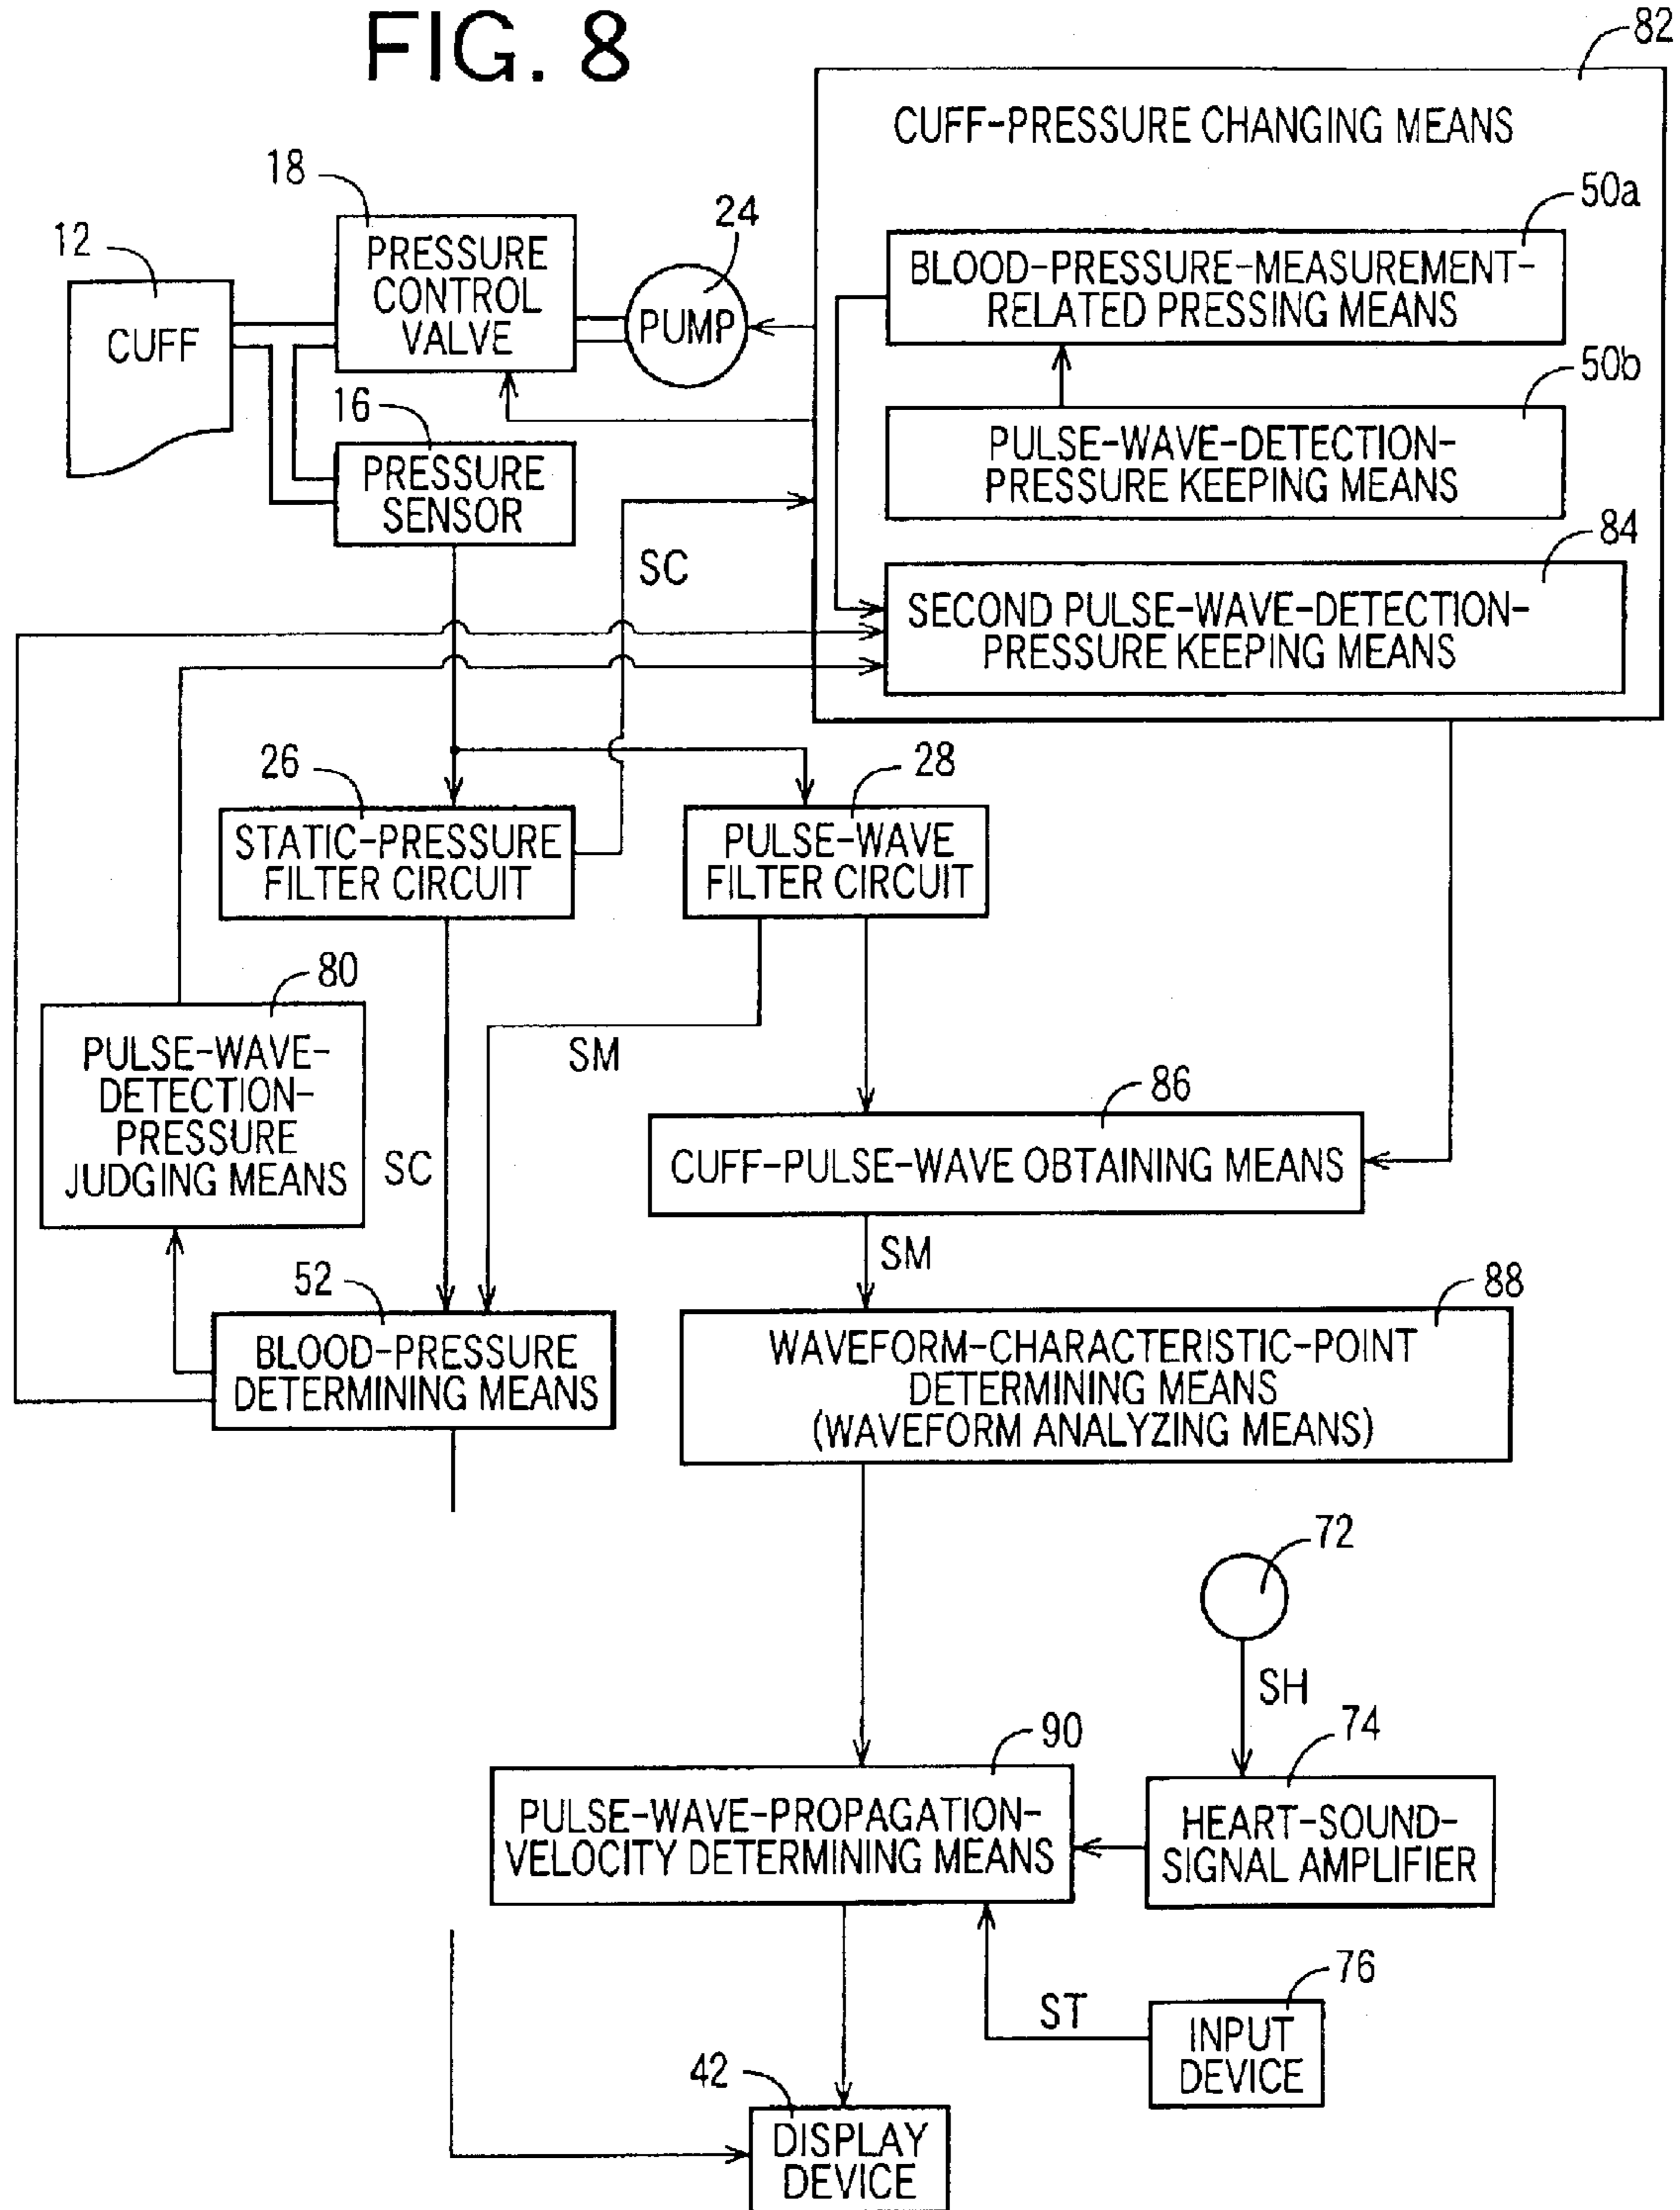 FIG. 8
82
CUFF-PRESSURE CHANGING MEANS
18
PRESSURE
CONTROL
VALVE
24
PUMP
12
CUFF
50a
BLOOD-PRESSURE-MEASUREMENT-
RELATED PRESSING MEANS
50b
PULSE-WAVE-DETECTION-
PRESSURE KEEPING MEANS
16
PRESSURE
SENSOR
SC
84
SECOND PULSE-WAVE-DETECTION-
PRESSURE KEEPING MEANS
26
STATIC-PRESSURE
FILTER CIRCUIT
28
PULSE-WAVE
FILTER CIRCUIT
80
PULSE-WAVE-
DETECTION-
PRESSURE
JUDGING MEANS
SC
SM
86
CUFF-PULSE-WAVE OBTAINING MEANS
SM
52
BLOOD-PRESSURE
DETERMINING MEANS
88
WAVEFORM-CHARACTERISTIC-POINT
DETERMINING MEANS
(WAVEFORM ANALYZING MEANS)
72
SH
90
PULSE-WAVE-PROPAGATION-
VELOCITY DETERMINING MEANS
74
HEART-SOUND-
SIGNAL AMPLIFIER
ST
76
INPUT
DEVICE
42
DISPLAY
DEVICE